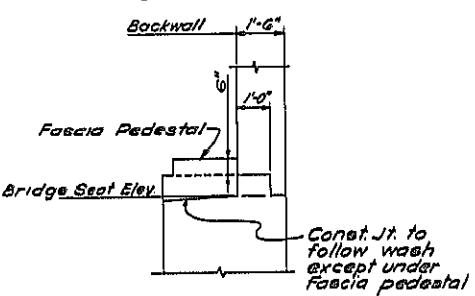 Backwall
1'-6"
6"
1'-0"
Fascia Pedestal
Bridge Seat Elev.
Const. Jt. to
follow wash
except under
Fascia pedestal